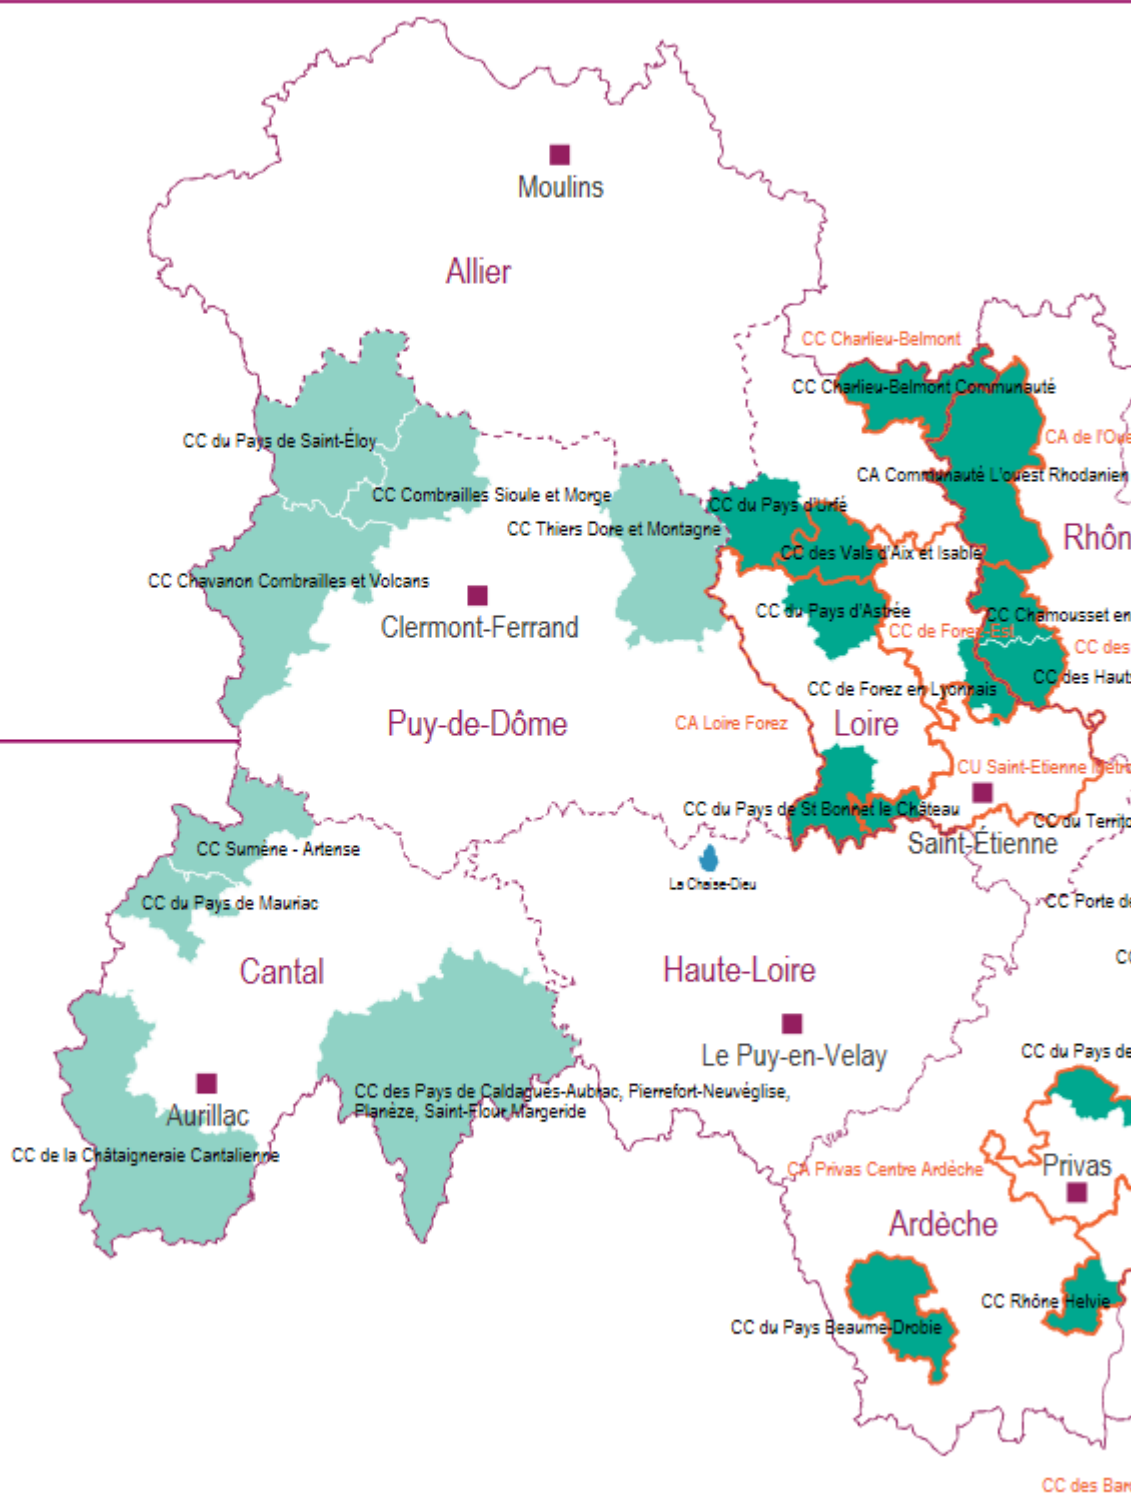 Moulins
Allier
CC Charlieu-Belmont
CC Charlieu-Belmont Communauté
CC du Pays de Saint-Éloy
CA de l'Oue
CA Communauté L'ouest Rhodanien
CC Combrailles Sioule et Morge
CC du Pays d'Urfé
CC Thiers Dore et Montagne
Rhôn
CC des Vals d'Aix et Isable
CC Chavanon Combrailles et Volcans
CC du Pays d'Astrée
CC Chamousset en
Clermont-Ferrand
CC de Forez-Est
CC des
CC des Hauts
CC de Forez en Lyonnais
Puy-de-Dôme
CA Loire Forez
Loire
CU Saint-Etienne Métro
CC du Pays de St Bonnet le Château
CC du Territo
Saint-Étienne
CC Sumène - Artense
La Chaise-Dieu
CC du Pays de Mauriac
CC Porte de
CC
Cantal
Haute-Loire
Le Puy-en-Velay
CC du Pays de
Aurillac
CC des Pays de Caldaguès-Aubrac, Pierrefort-Neuvéglise,
Planèze, Saint-Flour Margeride
CC de la Châtaigneraie Cantalienne
CA Privas Centre Ardèche
Privas
Ardèche
CC Rhône Helvie
CC du Pays Beaume-Drobie
CC des Baro